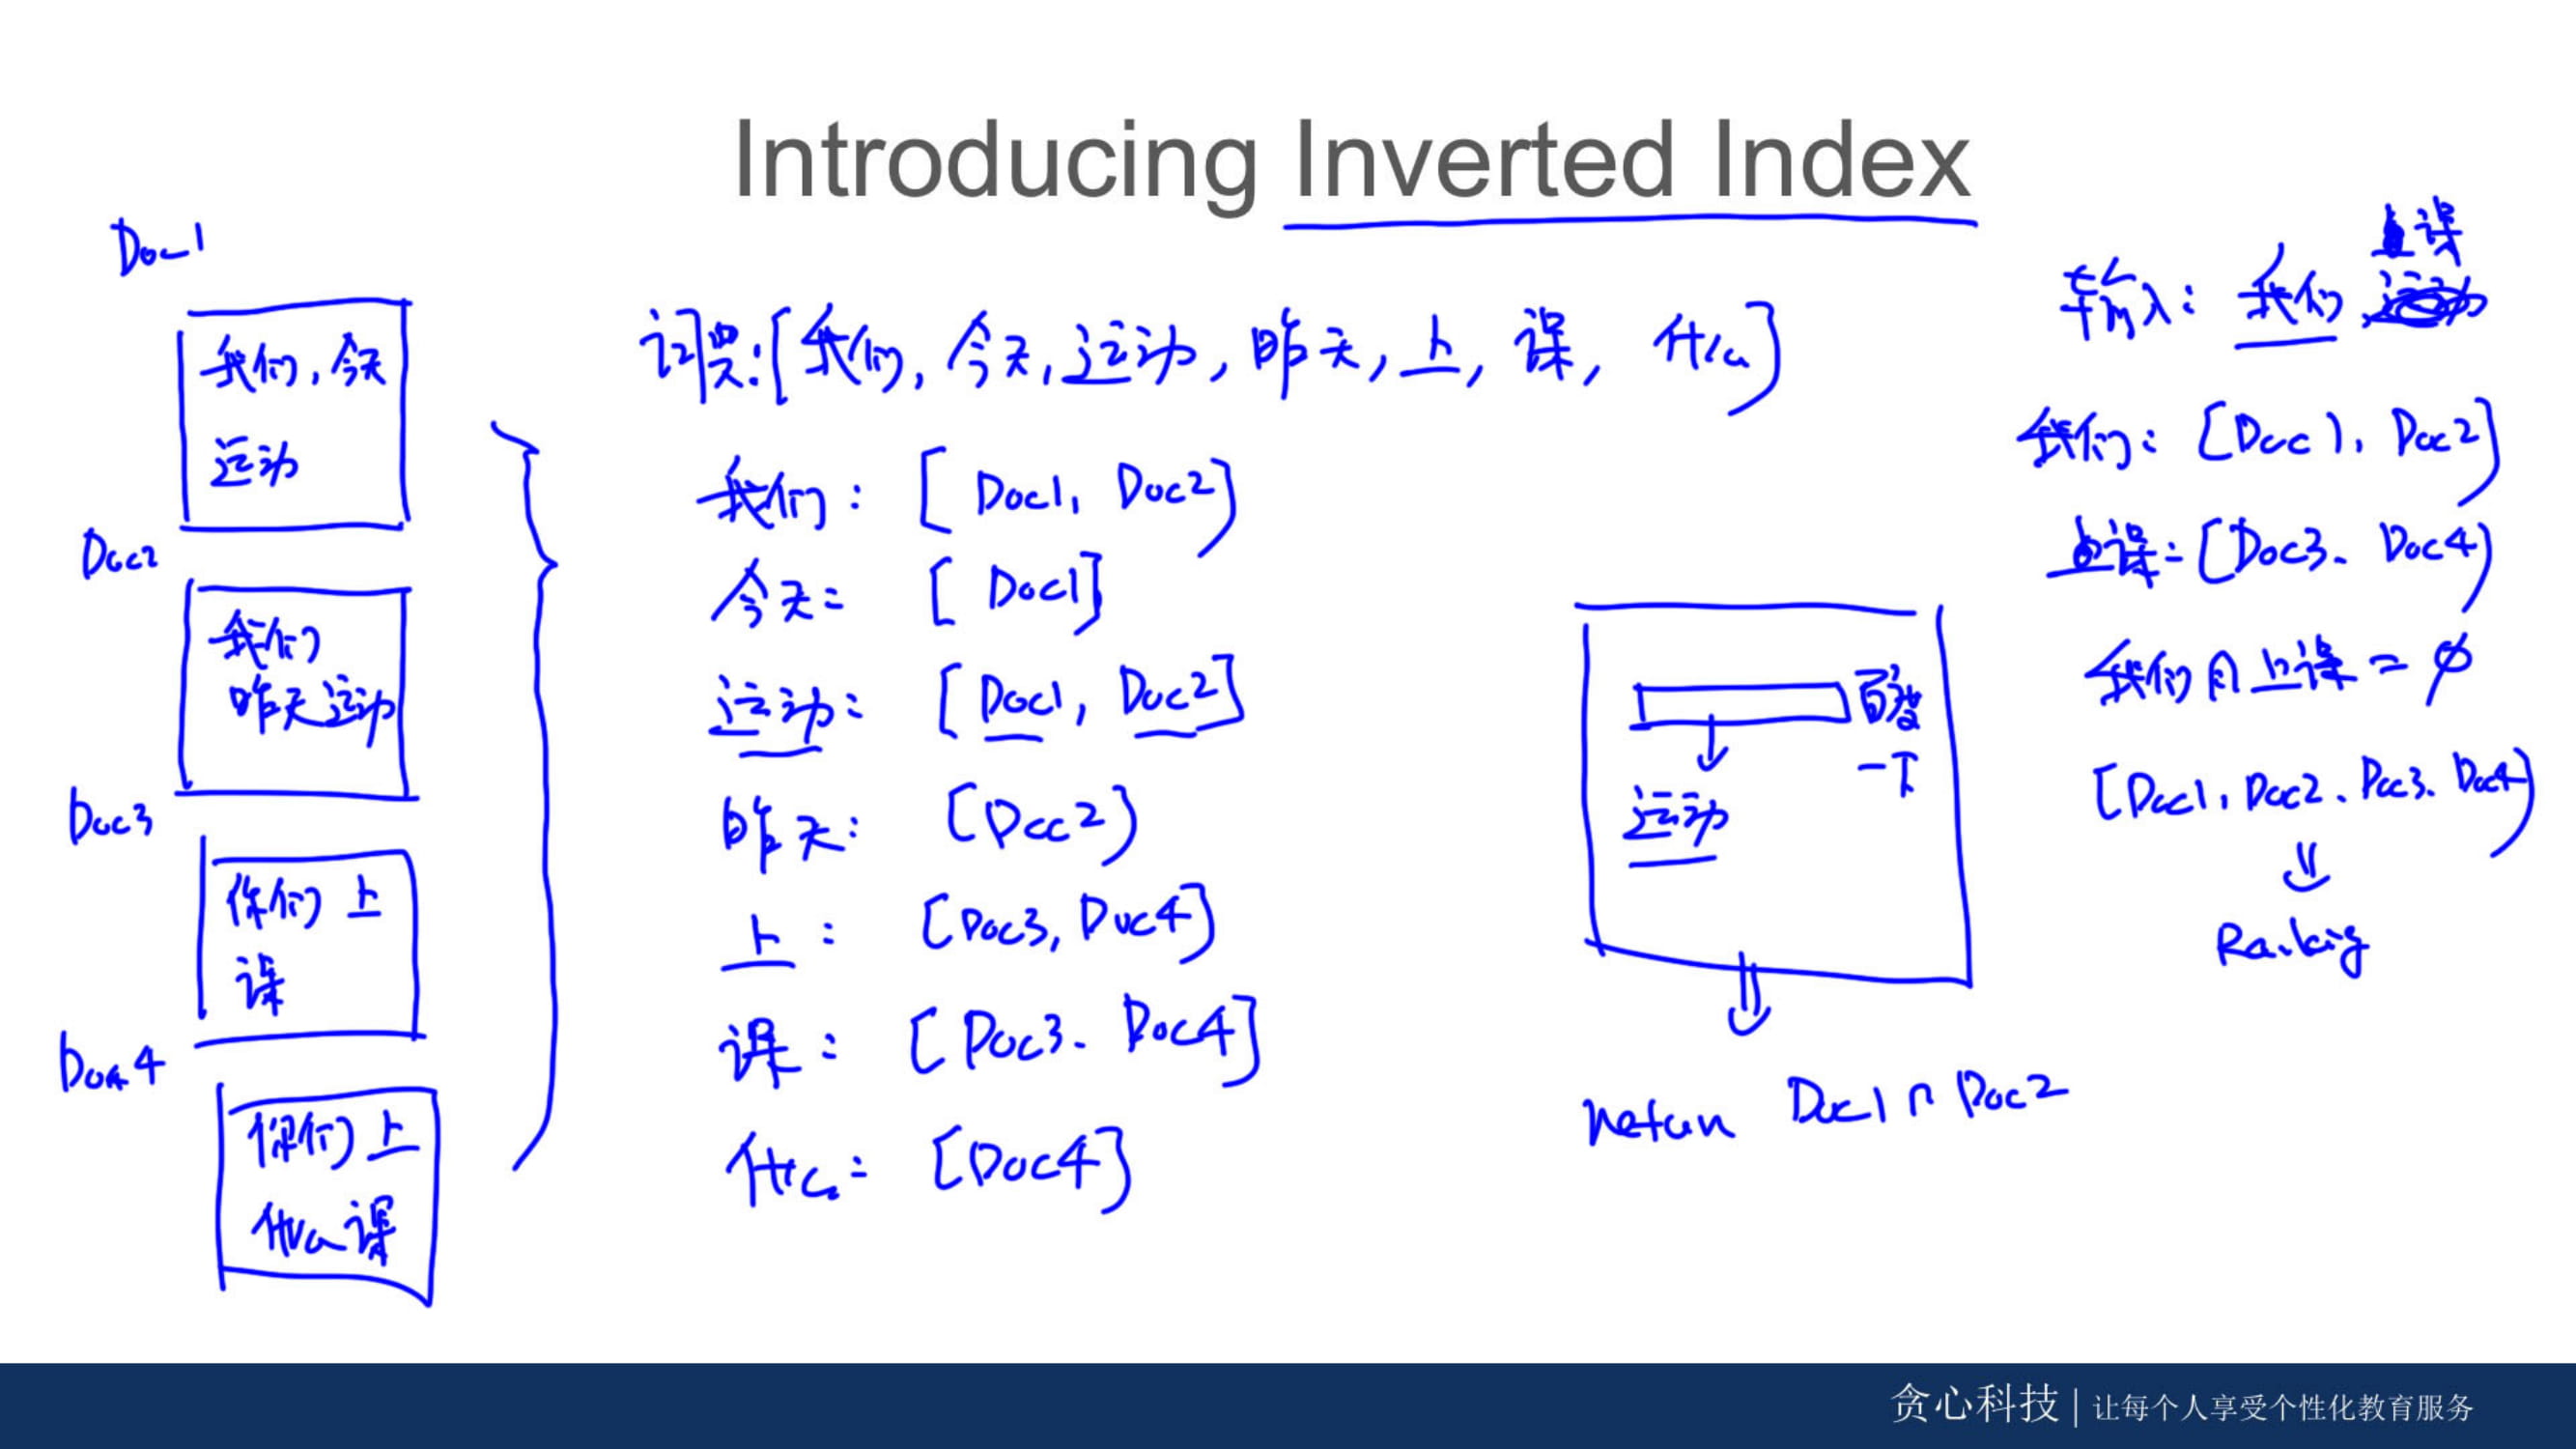 Introducing Inverted Index
Doc1
我们,今天
运动
Doc2
我们
昨天运动
Doc3
你们 上
课
Doc4
你们上
什么课
词典:[我们,今天,运动,昨天,上,课,什么]
我们: [Doc1, Doc2]
今天: [Doc1]
运动: [Doc1, Doc2]
昨天: [Doc2]
上: [Doc3, Doc4]
课: [Doc3、Doc4]
什么: [Doc4]
百度
一下
运动
Return Doc1 ∩ Doc2
上课
输入: 我们
我们: [Doc1, Doc2]
上课: [Doc3、Doc4]
我们∩上课 = ∅
[Doc1, Doc2、Doc3、Doc4]
Ranking
贪心科技 | 让每个人享受个性化教育服务